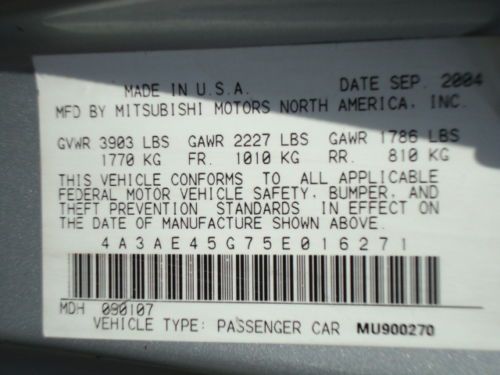 MADE IN U.S.A. DATE SEP. 2004
MFD BY MITSUBISHI MOTORS NORTH AMERICA, INC.
GVWR 3903 LBS GAWR 2227 LBS GAWR 1786 LBS
1770 KG FR. 1010 KG RR. 810 KG
THIS VEHICLE CONFORMS TO ALL APPLICABLE
FEDERAL MOTOR VEHICLE SAFETY, BUMPER, AND
THEFT PREVENTION STANDARDS IN EFFECT ON
THE DATE OF MANUFACTURE SHOWN ABOVE.
4A3AE45G75E016271
MDH 090107
VEHICLE TYPE: PASSENGER CAR MU900270